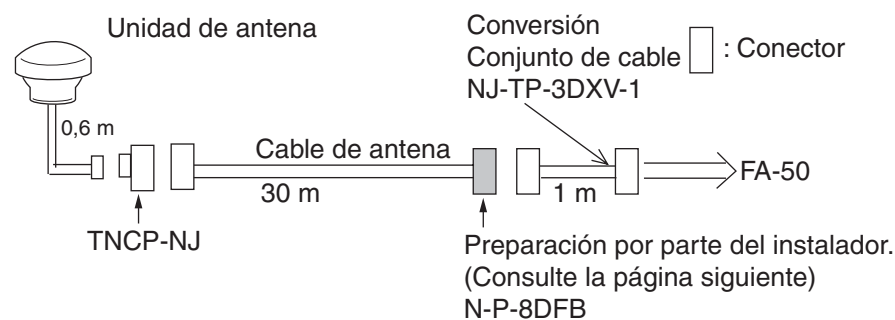 Unidad de antena
Conversión
Conjunto de cable
NJ-TP-3DXV-1
: Conector
0,6 m
Cable de antena
30 m
1 m
FA-50
TNCP-NJ
Preparación por parte del instalador.
(Consulte la página siguiente)
N-P-8DFB